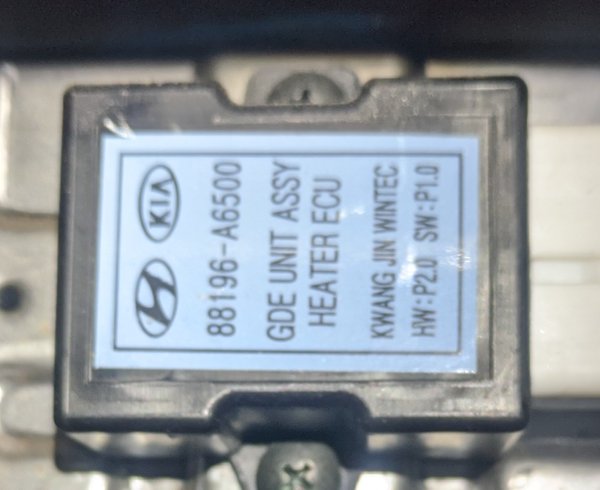 KIA
88196-A6500
GDE UNIT ASSY
HEATER ECU
KWANG JIN WINTEC
HW:P2.0 SW:P1.0